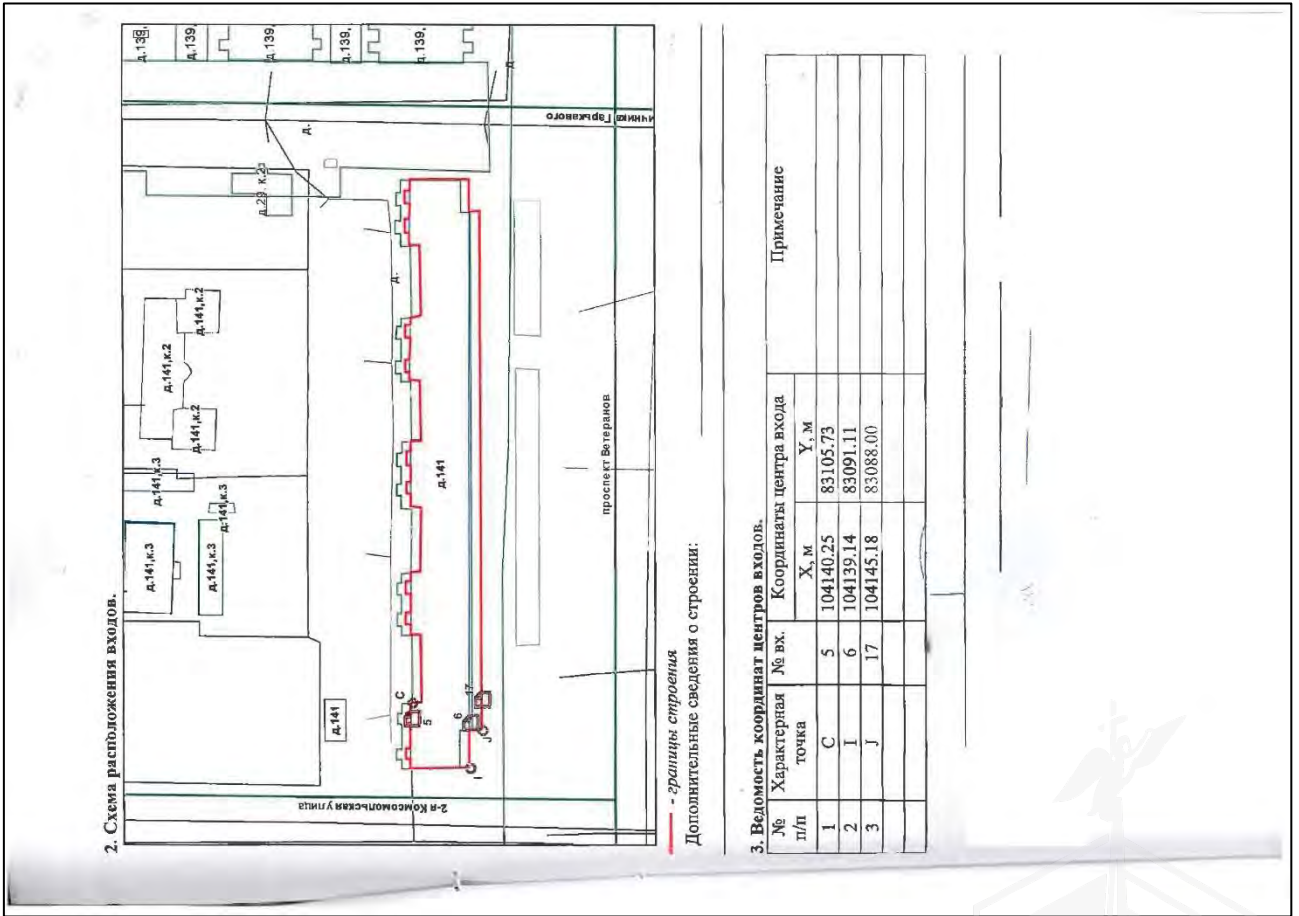 2. Схема расположения входов.
д.139,
д.139,
д.139,
д.139,
д.139,
д.141,к.3
д.141,к.3
д.141,к.2
д.141,к.2
д.141,к.2
д.29, к.2
д.141,к.3
д.141,к.3
д.
д.
д.
д.141
С
5
6
17
I
J
д.141
2-я Комсомольская улица
проспект Ветеранов
ичника Гарькавого
- границы строения
Дополнительные сведения о строении:
3. Ведомость координат центров входов.
№ п/п Характерная точка № вх. Координаты центра входа Примечание
X, м Y, м
1 C 5 104140.25 83105.73
2 I 6 104139.14 83091.11
3 J 17 104145.18 83088.00